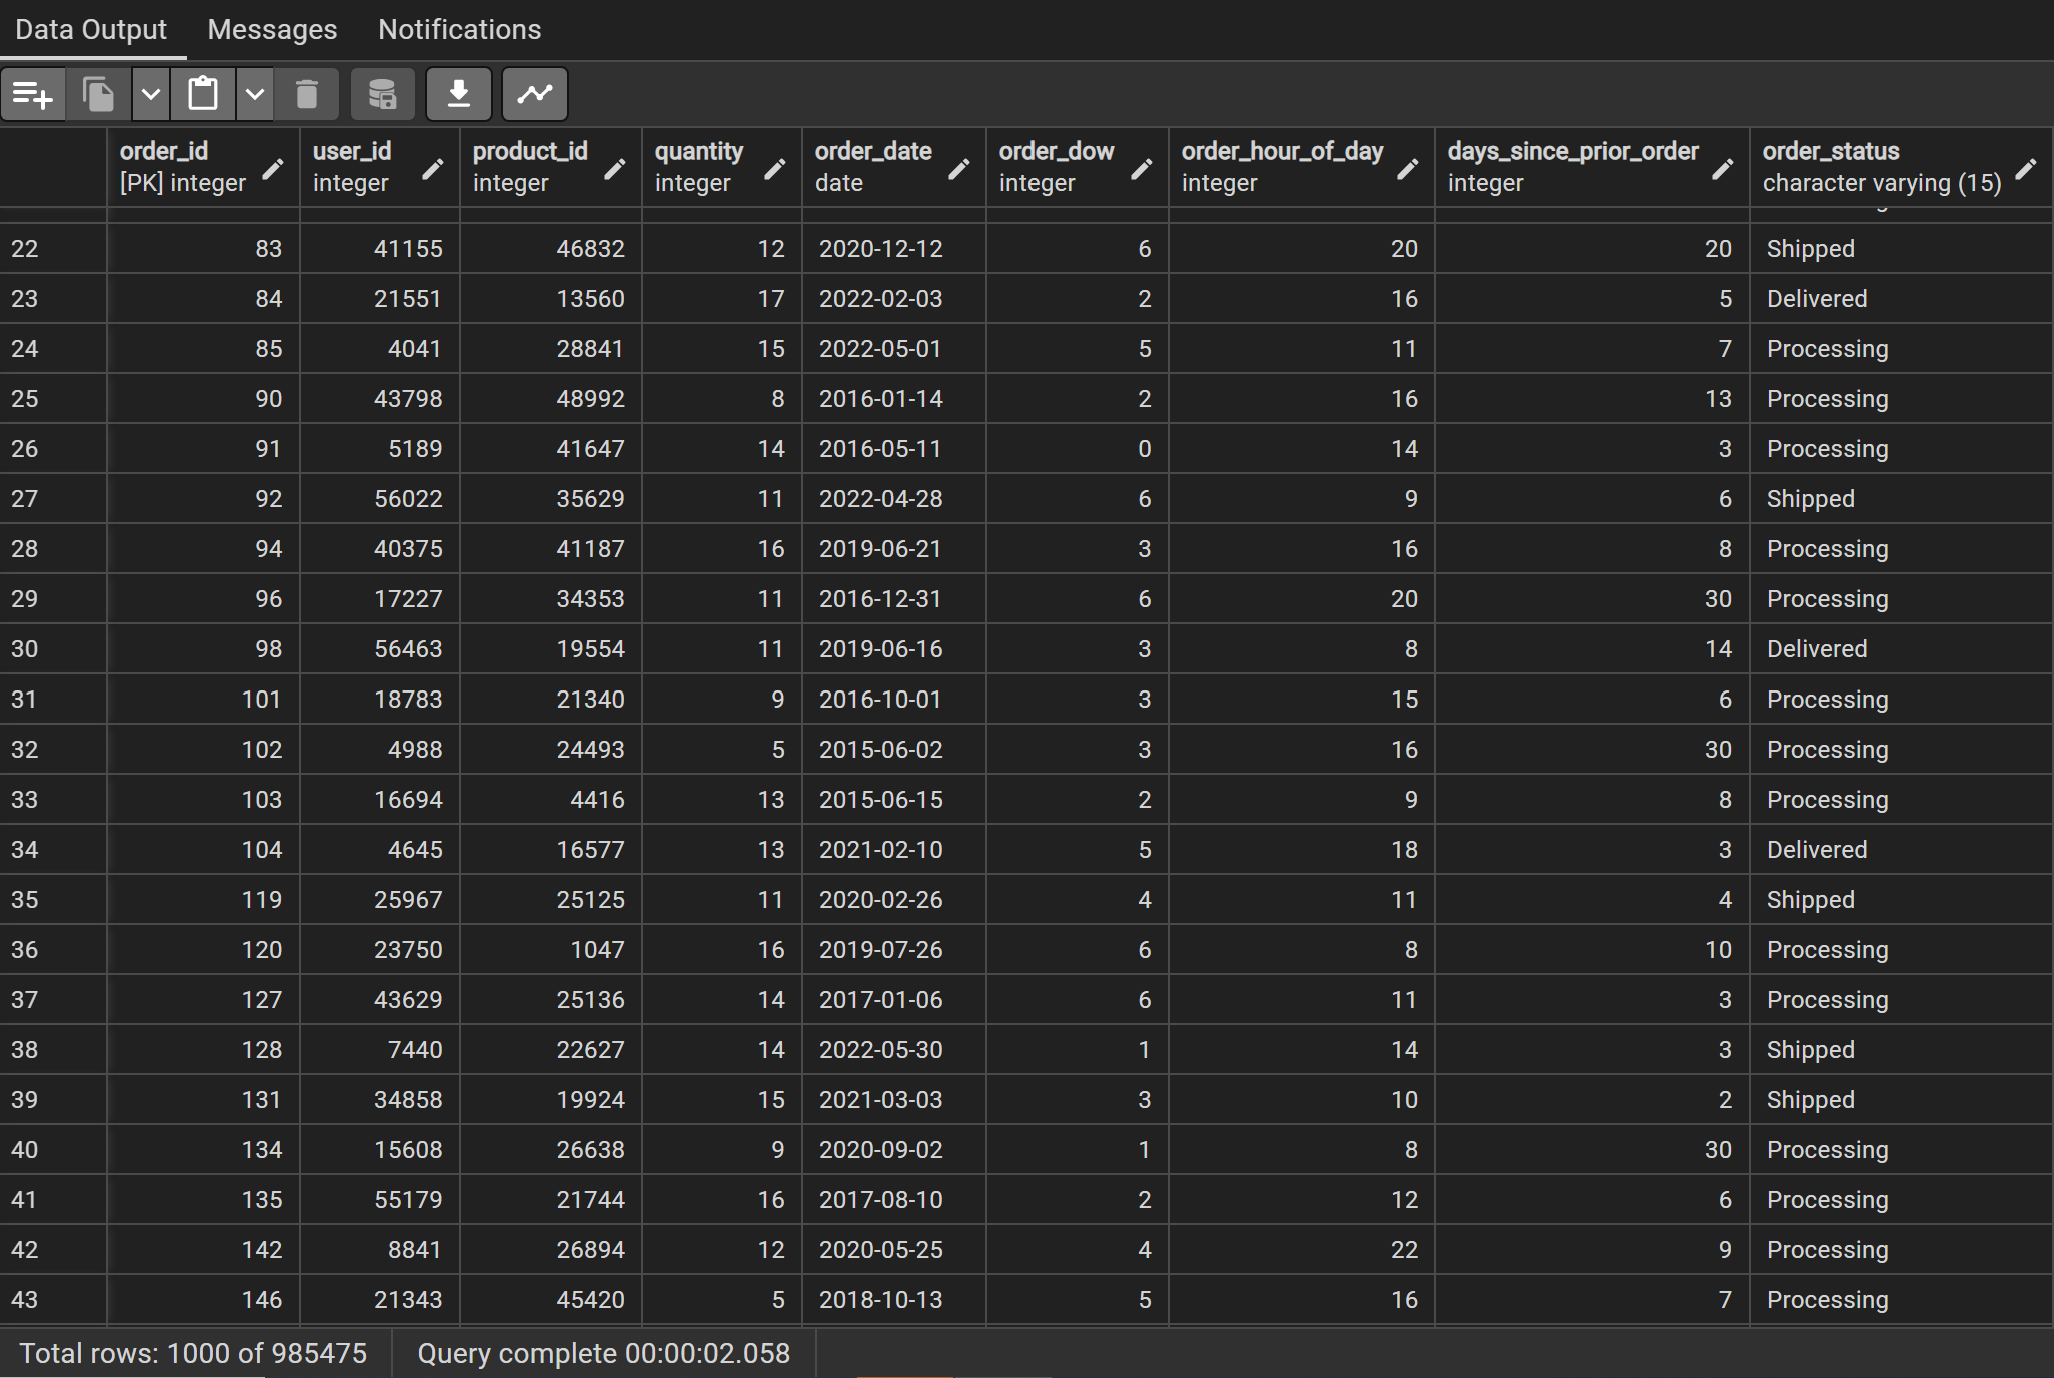 Data Output Messages Notifications
order_id user_id product_id quantity order_date order_dow order_hour_of_day days_since_prior_order order_status
[PK] integer integer integer integer date integer integer integer character varying (15)
22 83 41155 46832 12 2020-12-12 6 20 20 Shipped
23 84 21551 13560 17 2022-02-03 2 16 5 Delivered
24 85 4041 28841 15 2022-05-01 5 11 7 Processing
25 90 43798 48992 8 2016-01-14 2 16 13 Processing
26 91 5189 41647 14 2016-05-11 0 14 3 Processing
27 92 56022 35629 11 2022-04-28 6 9 6 Shipped
28 94 40375 41187 16 2019-06-21 3 16 8 Processing
29 96 17227 34353 11 2016-12-31 6 20 30 Processing
30 98 56463 19554 11 2019-06-16 3 8 14 Delivered
31 101 18783 21340 9 2016-10-01 3 15 6 Processing
32 102 4988 24493 5 2015-06-02 3 16 30 Processing
33 103 16694 4416 13 2015-06-15 2 9 8 Processing
34 104 4645 16577 13 2021-02-10 5 18 3 Delivered
35 119 25967 25125 11 2020-02-26 4 11 4 Shipped
36 120 23750 1047 16 2019-07-26 6 8 10 Processing
37 127 43629 25136 14 2017-01-06 6 11 3 Processing
38 128 7440 22627 14 2022-05-30 1 14 3 Shipped
39 131 34858 19924 15 2021-03-03 3 10 2 Shipped
40 134 15608 26638 9 2020-09-02 1 8 30 Processing
41 135 55179 21744 16 2017-08-10 2 12 6 Processing
42 142 8841 26894 12 2020-05-25 4 22 9 Processing
43 146 21343 45420 5 2018-10-13 5 16 7 Processing
Total rows: 1000 of 985475 Query complete 00:00:02.058